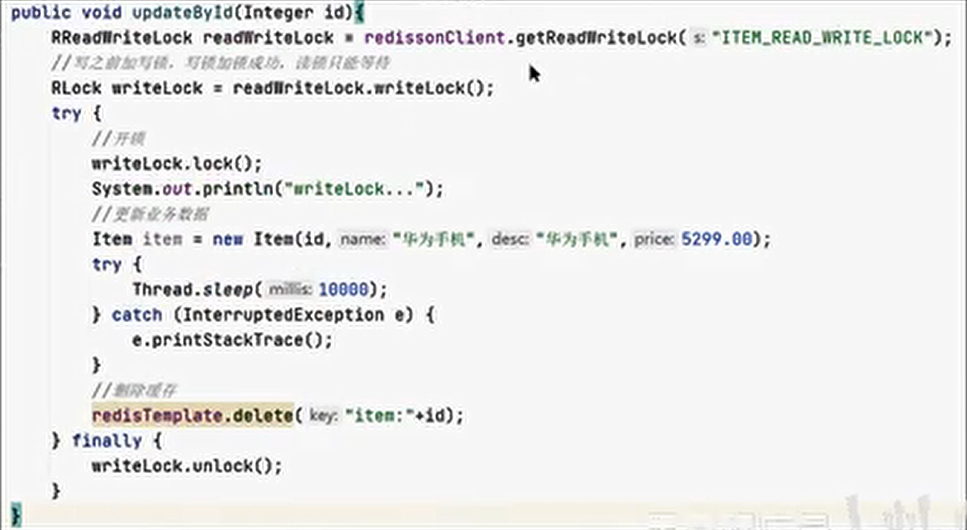 public void updateById(Integer id){
RReadWriteLock readWriteLock = redissonClient.getReadWriteLock( s: "ITEM_READ_WRITE_LOCK");
//写之前加写锁，写锁加锁成功，读锁只能等待
RLock writeLock = readWriteLock.writeLock();
try {
//开锁
writeLock.lock();
System.out.println("writeLock...");
//更新业务数据
Item item = new Item(id, name: "华为手机", desc: "华为手机", price: 5299.00);
try {
Thread.sleep( millis: 10000);
} catch (InterruptedException e) {
e.printStackTrace();
}
//删除缓存
redisTemplate.delete( key: "item:"+id);
} finally {
writeLock.unlock();
}
}